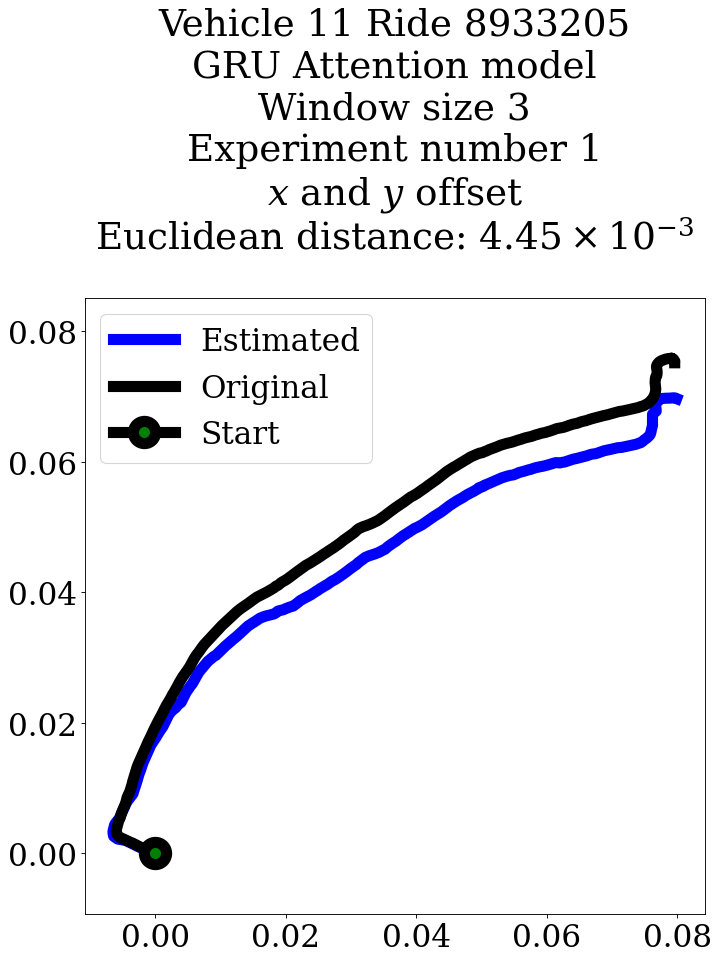 Vehicle 11 Ride 8933205
GRU Attention model
Window size 3
Experiment number 1
x and y offset
Euclidean distance: 4.45 × 10⁻³
Estimated
Original
Start
0.08
0.06
0.04
0.02
0.00
0.00 0.02 0.04 0.06 0.08